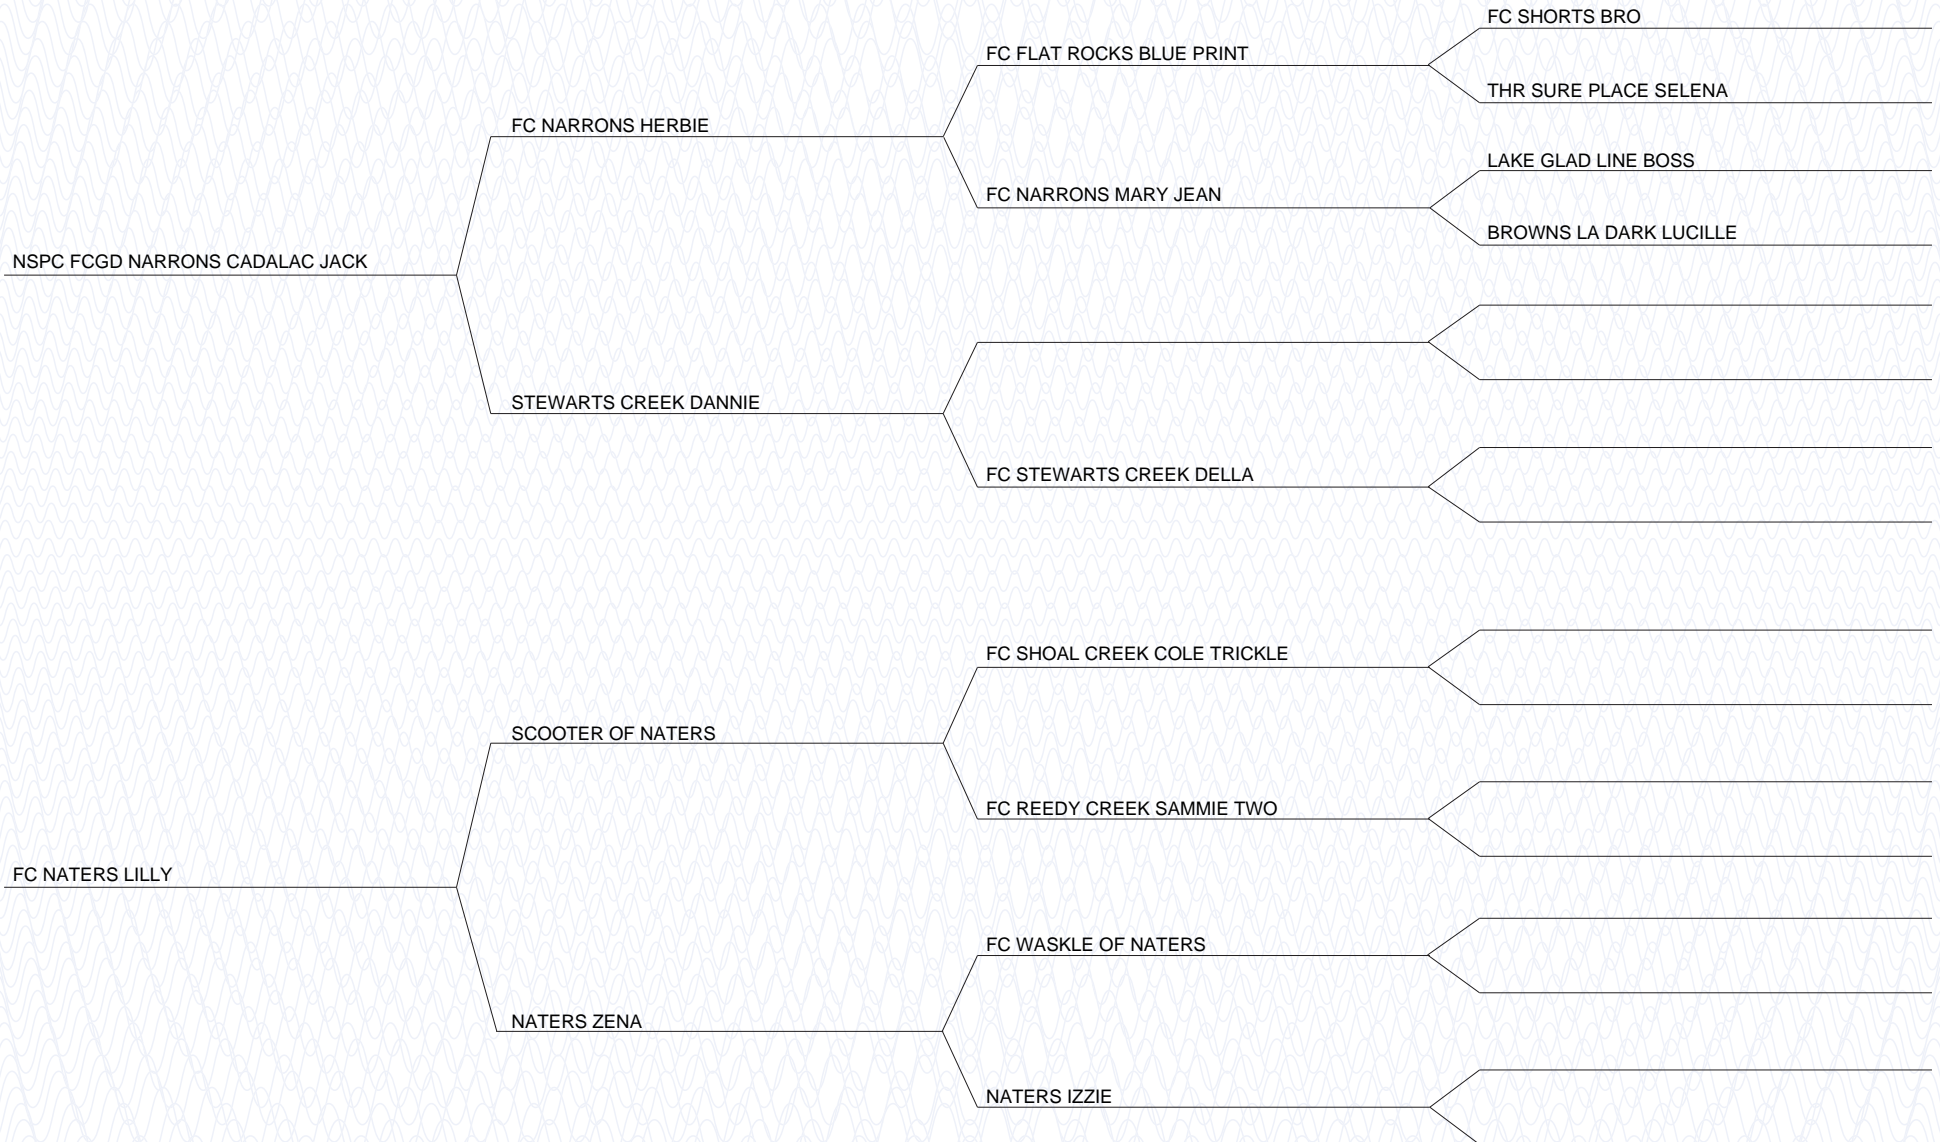 FC SHORTS BRO
FC FLAT ROCKS BLUE PRINT
THR SURE PLACE SELENA
FC NARRONS HERBIE
LAKE GLAD LINE BOSS
FC NARRONS MARY JEAN
BROWNS LA DARK LUCILLE
NSPC FCGD NARRONS CADALAC JACK
STEWARTS CREEK DANNIE
FC STEWARTS CREEK DELLA
FC SHOAL CREEK COLE TRICKLE
SCOOTER OF NATERS
FC REEDY CREEK SAMMIE TWO
FC NATERS LILLY
FC WASKLE OF NATERS
NATERS ZENA
NATERS IZZIE